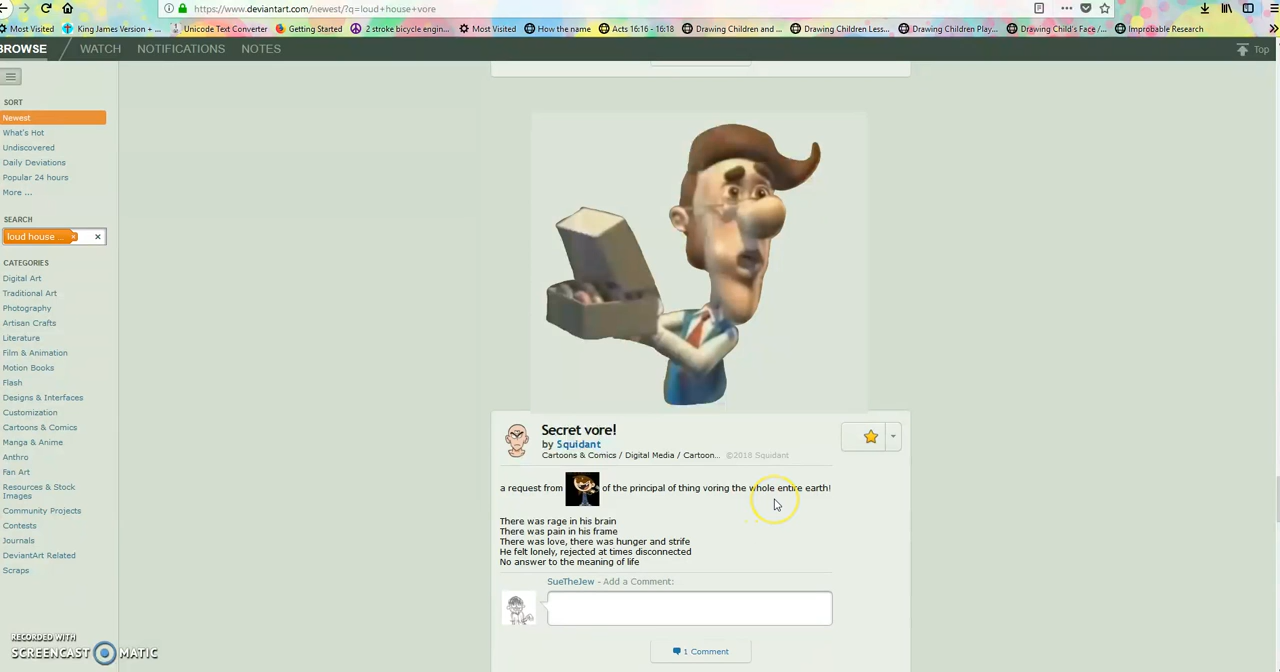 https://www.deviantart.com/newest/?q=loud+house+vore
Most Visited King James Version +... Unicode Text Converter Getting Started 2 stroke bicycle engin... Most Visited How the name Acts 16:16 - 16:18 Drawing Children and ... Drawing Children Less... Drawing Children Play... Drawing Child's Face /... Improbable Research
BROWSE WATCH NOTIFICATIONS NOTES Top
SORT
Newest
What's Hot
Undiscovered
Daily Deviations
Popular 24 hours
More ...
SEARCH
loud house ... × ×
CATEGORIES
Digital Art
Traditional Art
Photography
Artisan Crafts
Literature
Film & Animation
Motion Books
Flash
Designs & Interfaces
Customization
Cartoons & Comics
Manga & Anime
Anthro
Fan Art
Resources & Stock
Images
Community Projects
Contests
Journals
DeviantArt Related
Scraps
Secret vore!
by Squidant
Cartoons & Comics / Digital Media / Cartoon... ©2018 Squidant
a request from of the principal of thing voring the whole entire earth!
There was rage in his brain
There was pain in his frame
There was love, there was hunger and strife
He felt lonely, rejected at times disconnected
No answer to the meaning of life
SueTheJew - Add a Comment:
1 Comment
RECORDED WITH
SCREENCAST MATIC